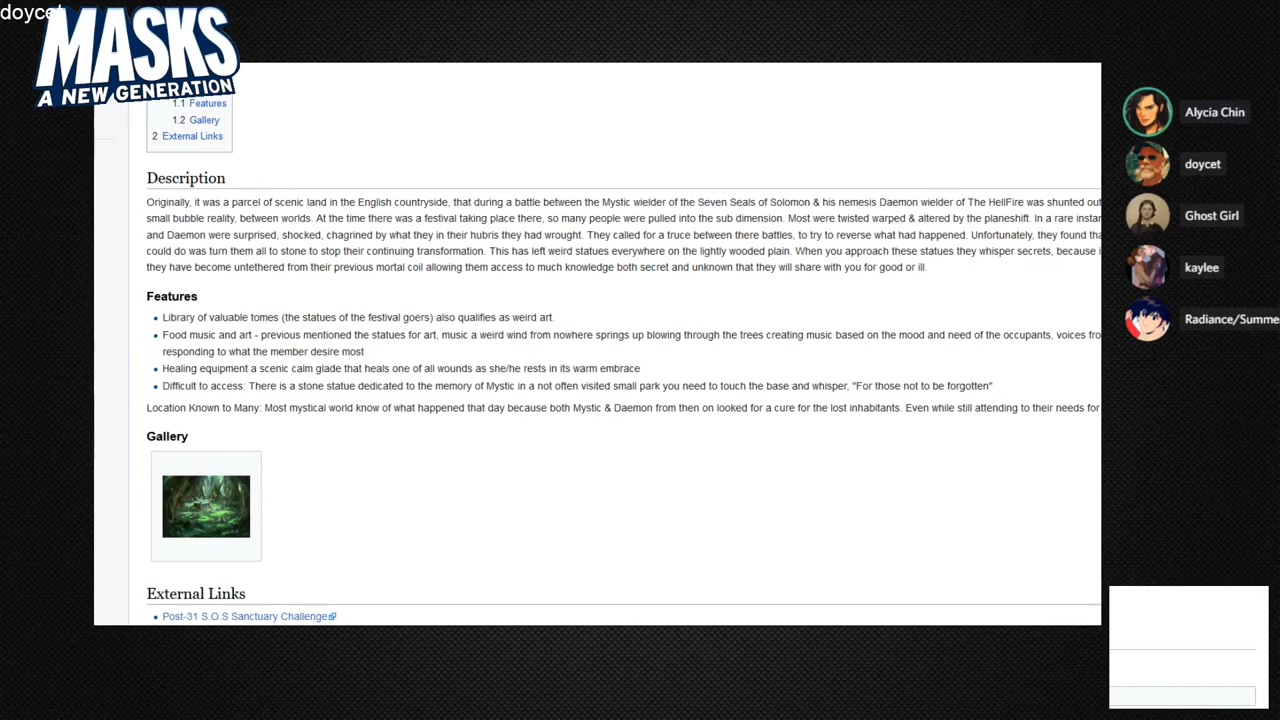 doycet
MASKS
A NEW GENERATION
1.1 Features
1.2 Gallery
2 External Links
Description
Originally, it was a parcel of scenic land in the English countryside, that during a battle between the Mystic wielder of the Seven Seals of Solomon & his nemesis Daemon wielder of The HellFire was shunted out
small bubble reality, between worlds. At the time there was a festival taking place there, so many people were pulled into the sub dimension. Most were twisted warped & altered by the planeshift. In a rare instan
and Daemon were surprised, shocked, chagrined by what they in their hubris they had wrought. They called for a truce between there battles, to try to reverse what had happened. Unfortunately, they found tha
could do was turn them all to stone to stop their continuing transformation. This has left weird statues everywhere on the lightly wooded plain. When you approach these statues they whisper secrets, because
they have become untethered from their previous mortal coil allowing them access to much knowledge both secret and unknown that they will share with you for good or ill.
Features
Library of valuable tomes (the statues of the festival goers) also qualifies as weird art.
Food music and art - previous mentioned the statues for art, music a weird wind from nowhere springs up blowing through the trees creating music based on the mood and need of the occupants, voices fro
responding to what the member desire most
Healing equipment a scenic calm glade that heals one of all wounds as she/he rests in its warm embrace
Difficult to access: There is a stone statue dedicated to the memory of Mystic in a not often visited small park you need to touch the base and whisper, "For those not to be forgotten"
Location Known to Many: Most mystical world know of what happened that day because both Mystic & Daemon from then on looked for a cure for the lost inhabitants. Even while still attending to their needs for
Gallery
External Links
Post-31 S.O.S Sanctuary Challenge
Alycia Chin
doycet
Ghost Girl
kaylee
Radiance/Summe